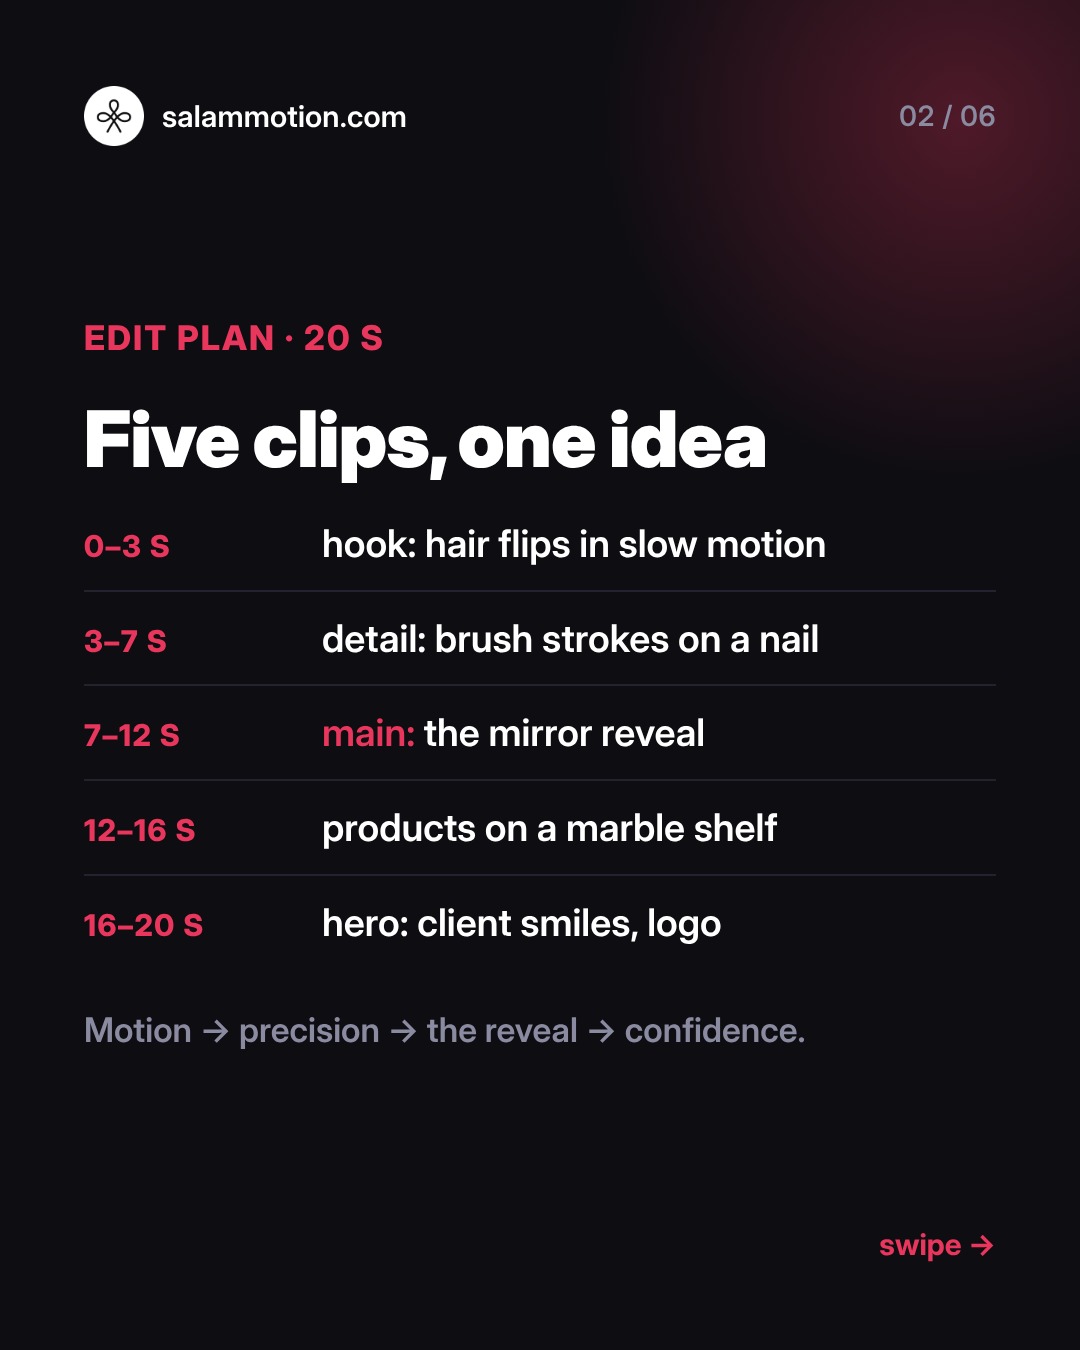 salammotion.com
02 / 06
EDIT PLAN · 20 S
Five clips, one idea
0–3 S hook: hair flips in slow motion
3–7 S detail: brush strokes on a nail
7–12 S main: the mirror reveal
12–16 S products on a marble shelf
16–20 S hero: client smiles, logo
Motion → precision → the reveal → confidence.
swipe →